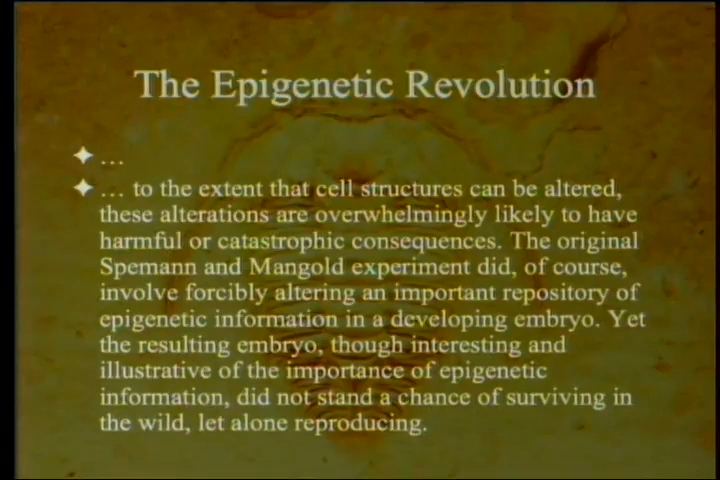 The Epigenetic Revolution
…
… to the extent that cell structures can be altered,
these alterations are overwhelmingly likely to have
harmful or catastrophic consequences. The original
Spemann and Mangold experiment did, of course,
involve forcibly altering an important repository of
epigenetic information in a developing embryo. Yet
the resulting embryo, though interesting and
illustrative of the importance of epigenetic
information, did not stand a chance of surviving in
the wild, let alone reproducing.